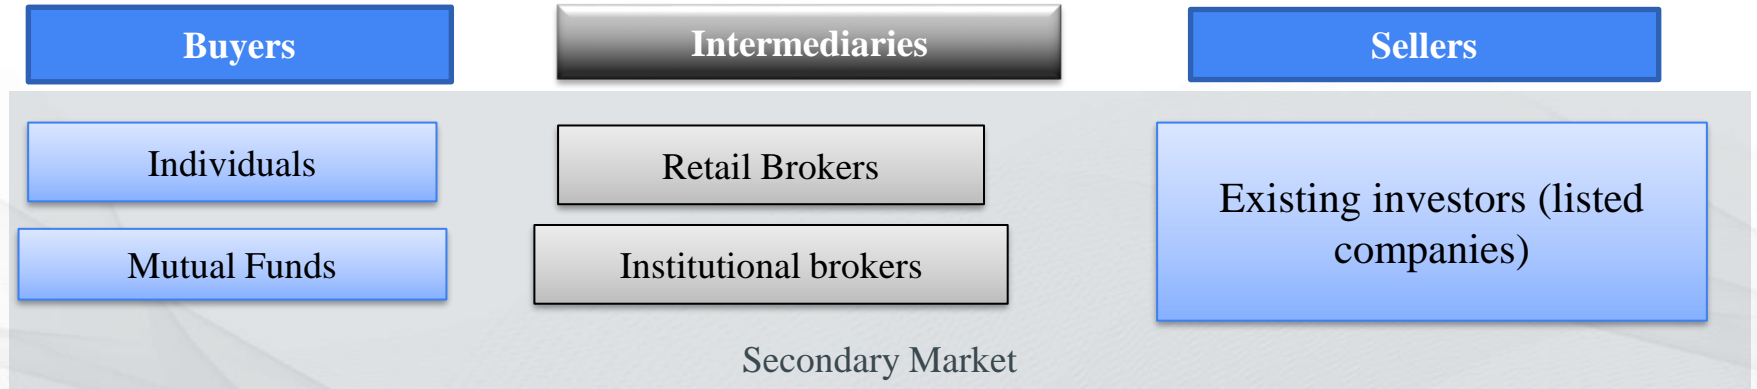 Buyers
Intermediaries
Sellers
Individuals
Retail Brokers
Existing investors (listed
companies)
Mutual Funds
Institutional brokers
Secondary Market